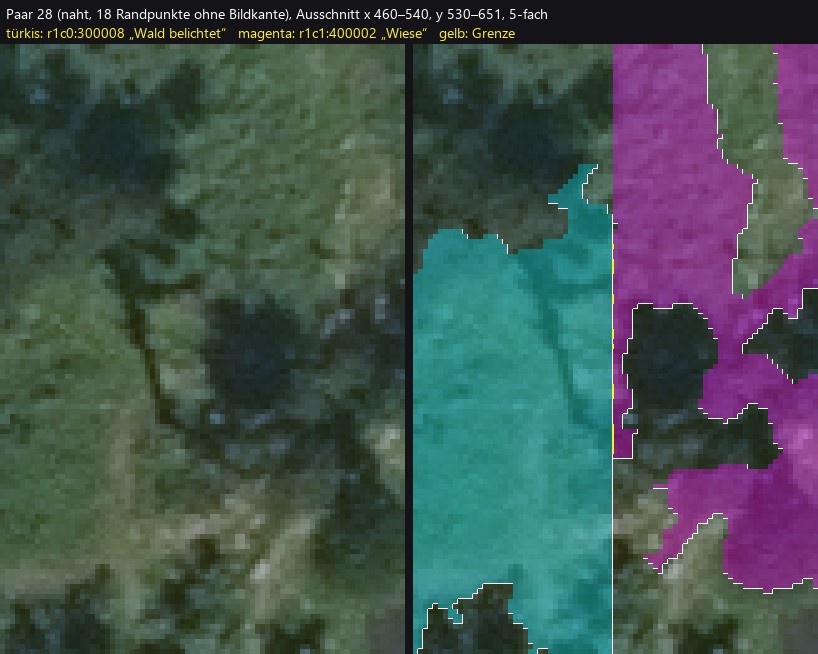 Paar 28 (naht, 18 Randpunkte ohne Bildkante), Ausschnitt x 460–540, y 530–651, 5-fach
türkis: r1c0:300008 „Wald belichtet“ magenta: r1c1:400002 „Wiese“ gelb: Grenze